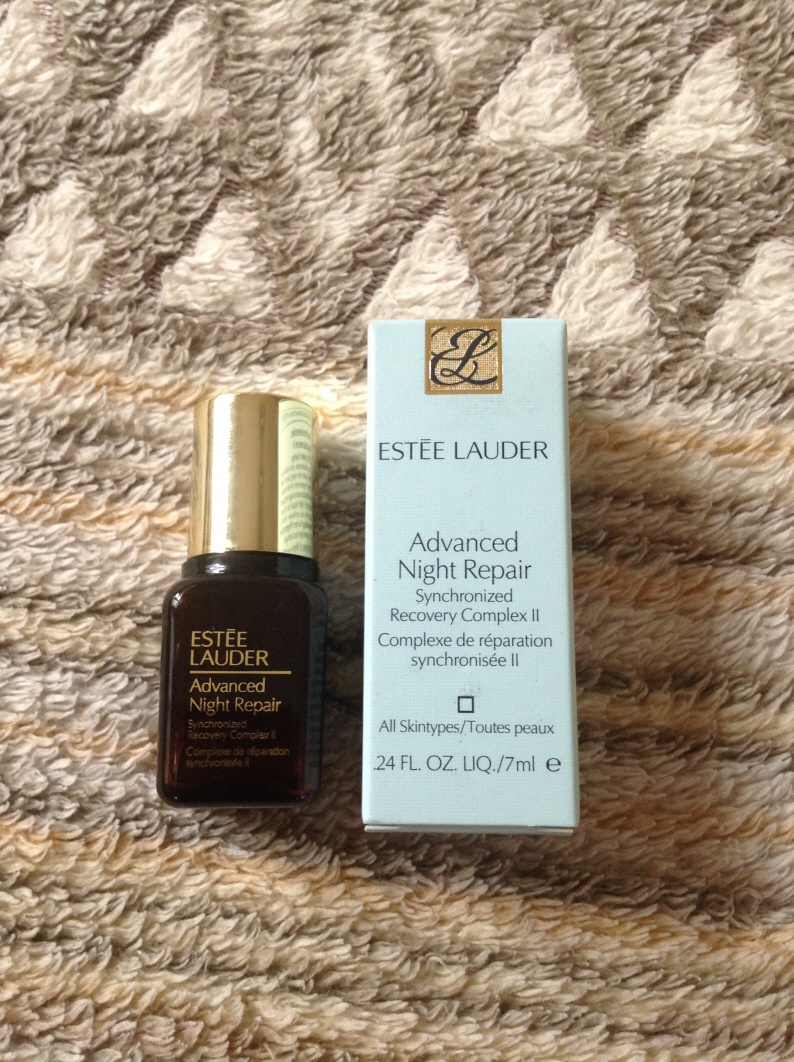 ESTĒE
LAUDER
Advanced
Night Repair
Synchronized
Recovery Complex II
Complexe de réparation
synchronisée II
EL
ESTĒE LAUDER
Advanced
Night Repair
Synchronized
Recovery Complex II
Complexe de réparation
synchronisée II
All Skintypes/Toutes peaux
.24 FL. OZ. LIQ./7ml e